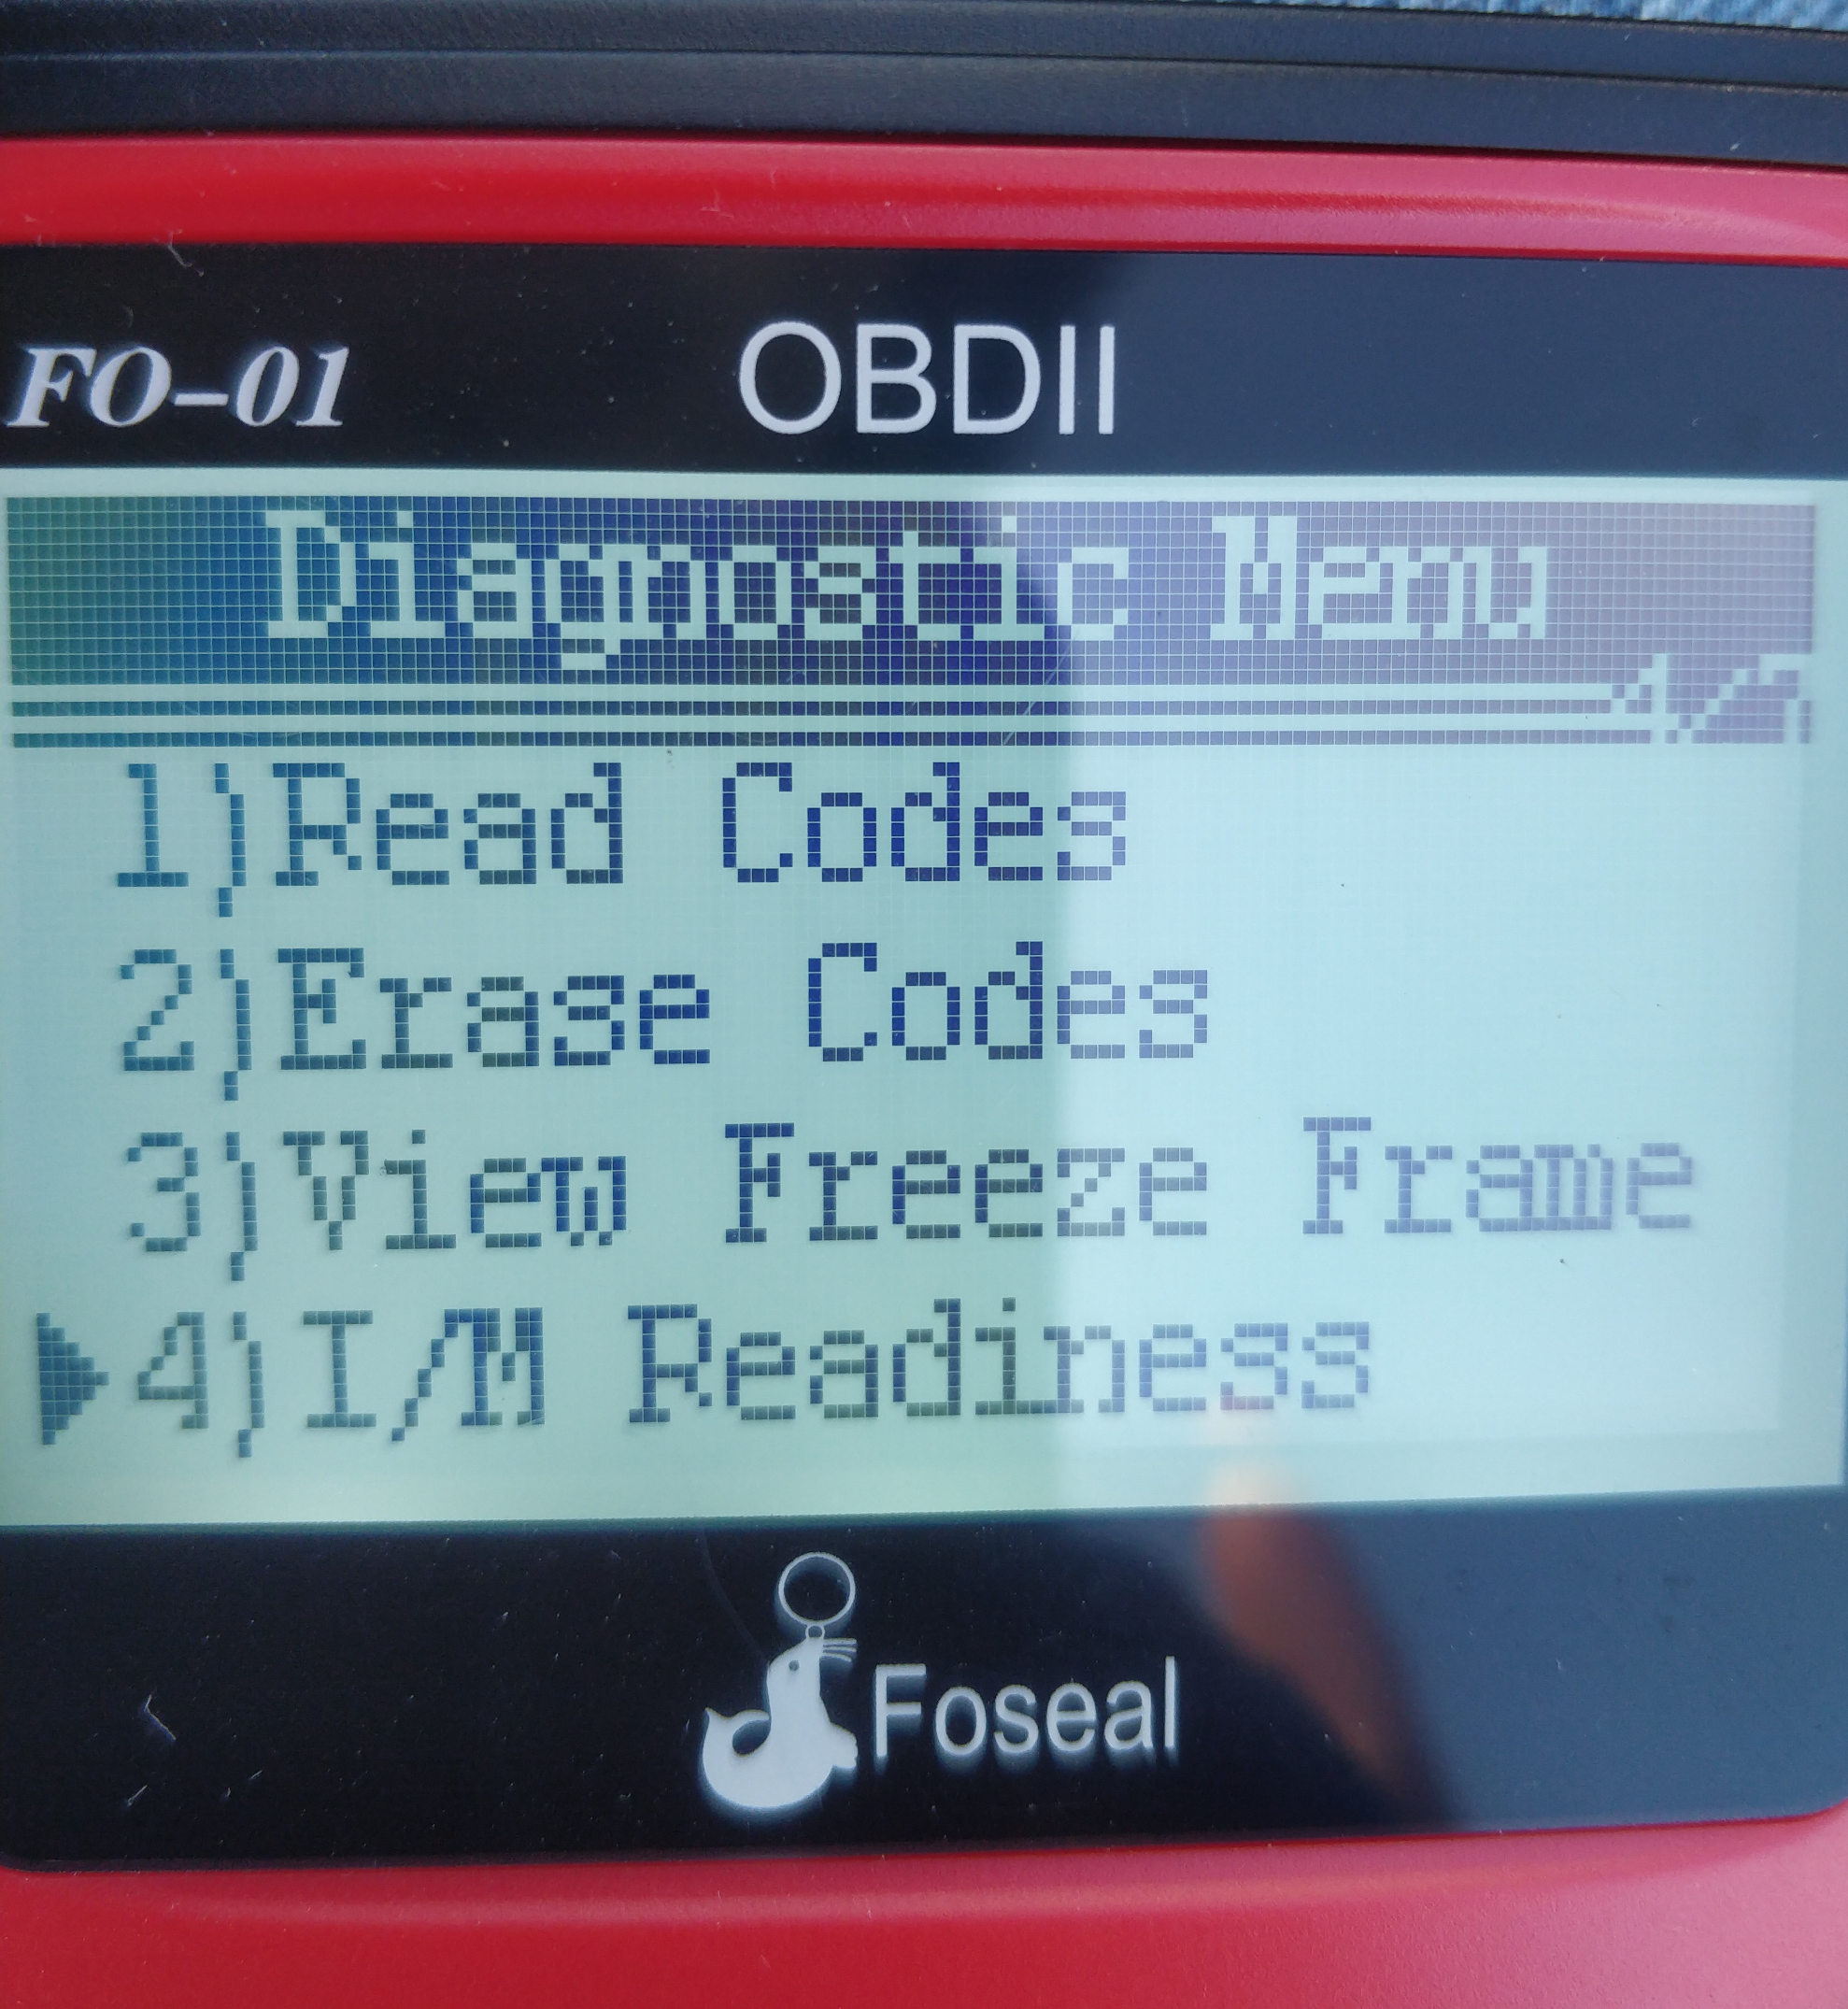 FO-01 OBDII
Diagnostic Menu
4/7
1)Read Codes
2)Erase Codes
3)View Freeze Frame
4)I/M Readiness
Foseal